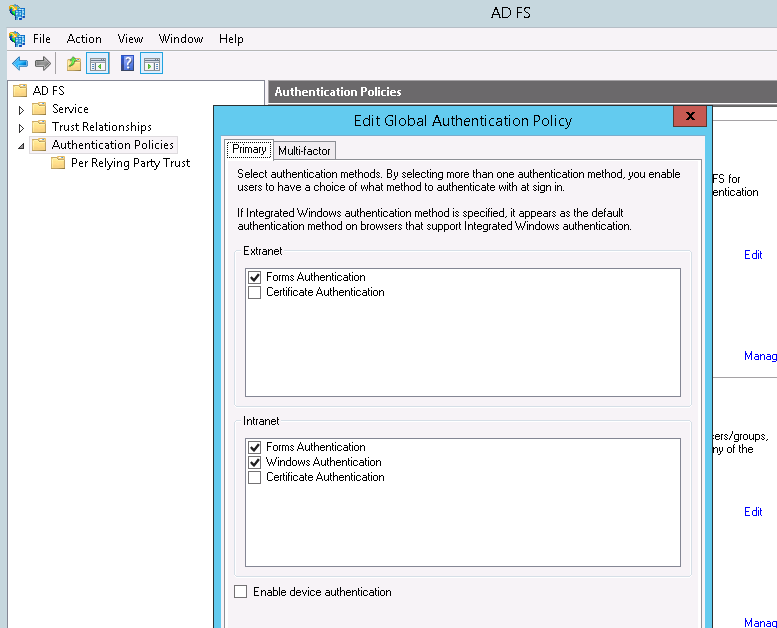 AD FS
File Action View Window Help
AD FS
Service
Trust Relationships
Authentication Policies
Per Relying Party Trust
Authentication Policies
Edit Global Authentication Policy
x
Primary
Multi-factor
Select authentication methods. By selecting more than one authentication method, you enable
users to have a choice of what method to authenticate with at sign in.
If Integrated Windows authentication method is specified, it appears as the default
authentication method on browsers that support Integrated Windows authentication.
Extranet
Forms Authentication
Certificate Authentication
Intranet
Forms Authentication
Windows Authentication
Certificate Authentication
Enable device authentication
FS for
entication
Edit
Manag
ers/groups,
ny of the
Edit
Manag